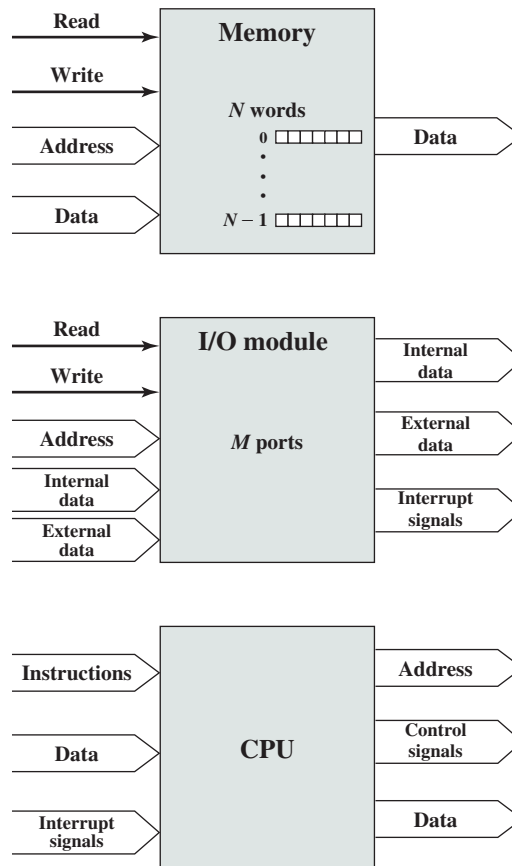 Read
Memory
Write
N words
Address
0
Data
Data
N – 1
Read
I/O module
Internal
data
Write
Address
M ports
External
data
Internal
data
Interrupt
signals
External
data
Instructions
Address
Data
CPU
Control
signals
Interrupt
signals
Data